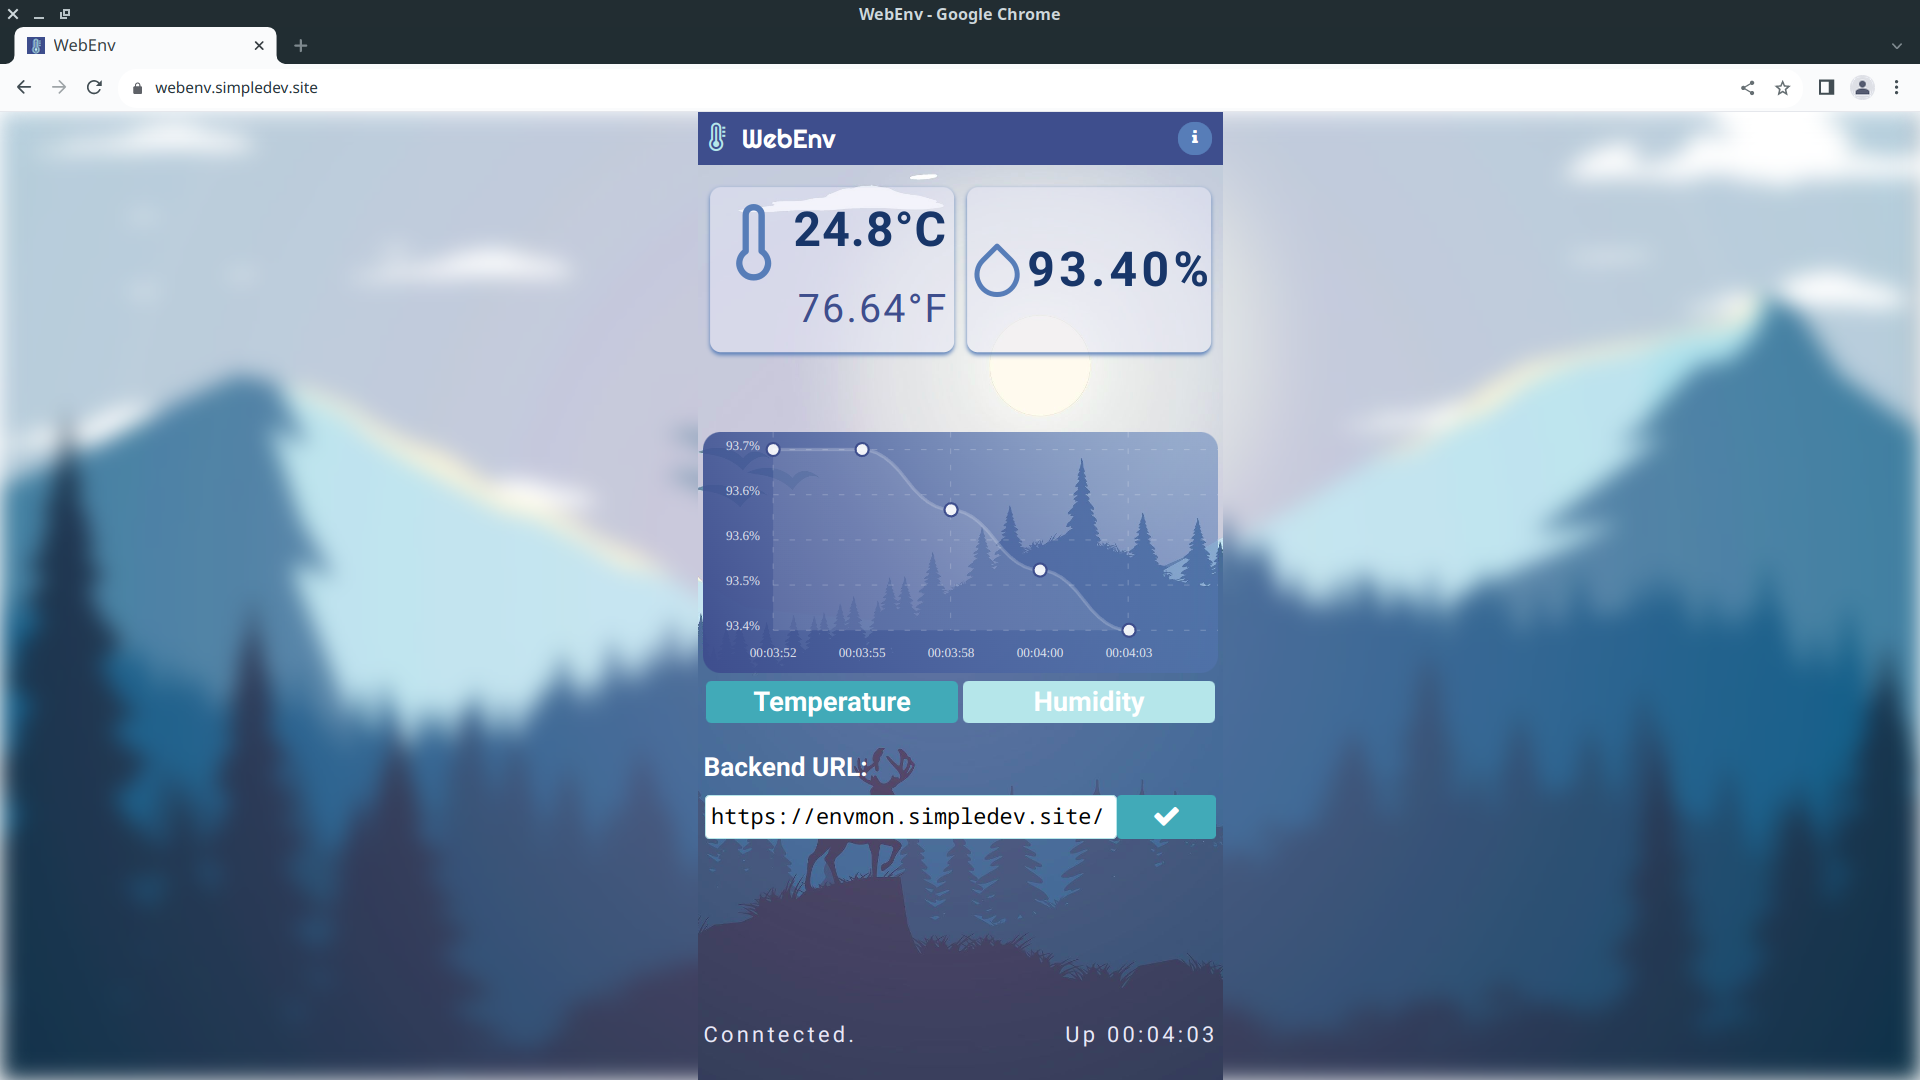 WebEnv - Google Chrome
WebEnv
webenv.simpledev.site
WebEnv
24.8°C
76.64°F
93.40%
93.7%
93.6%
93.6%
93.5%
93.4%
00:03:52 00:03:55 00:03:58 00:04:00 00:04:03
Temperature Humidity
Backend URL:
https://envmon.simpledev.site/
Conntected. Up 00:04:03